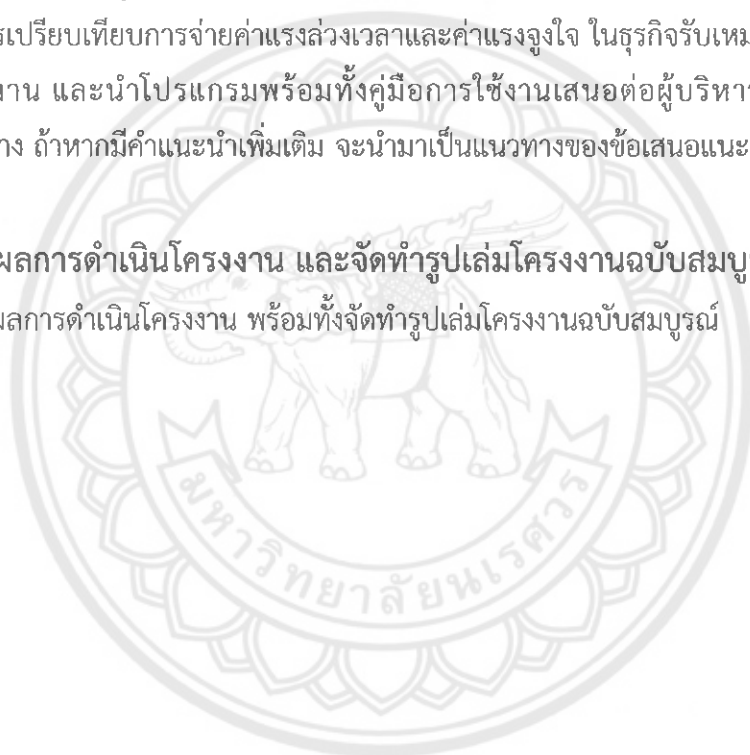 รเปรียบเทียบการจ่ายค่าแรงล่วงเวลาและค่าแรงจูงใจ ในธุรกิจรับเหม
งาน และนำโปรแกรมพร้อมทั้งคู่มือการใช้งานเสนอต่อผู้บริหาร
าง ถ้าหากมีคำแนะนำเพิ่มเติม จะนำมาเป็นแนวทางของข้อเสนอแนะ
ผลการดำเนินโครงงาน และจัดทำรูปเล่มโครงงานฉบับสมบู
ผลการดำเนินโครงงาน พร้อมทั้งจัดทำรูปเล่มโครงงานฉบับสมบูรณ์
มหาวิทยาลัยนเรศวร